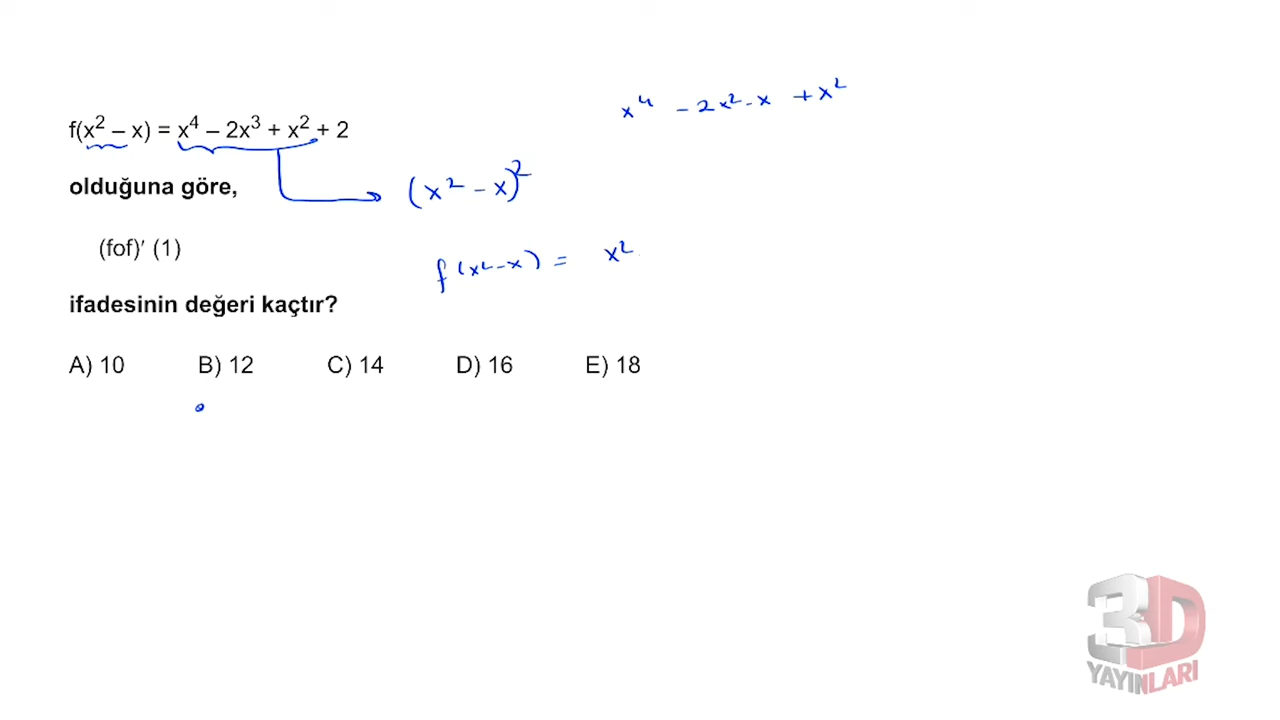 x⁴ - 2x² - x + x²
f(x² – x) = x⁴ – 2x³ + x² + 2
(x² - x)²
olduğuna göre,
(fof)′ (1)
f(x² - x) = x²
ifadesinin değeri kaçtır?
A) 10 B) 12 C) 14 D) 16 E) 18
3D
YAYINLARI